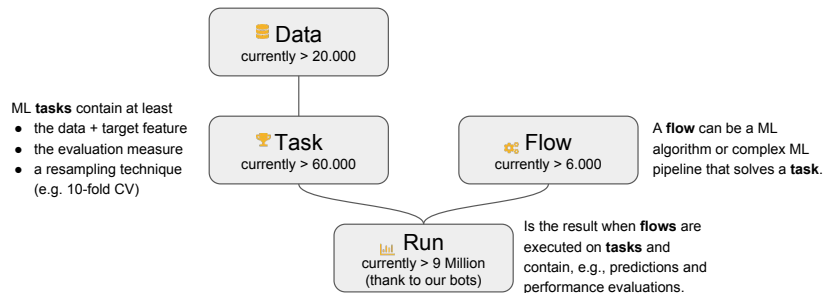 Data
currently > 20.000
ML tasks contain at least
● the data + target feature
● the evaluation measure
● a resampling technique
(e.g. 10-fold CV)
Task
currently > 60.000
Flow
currently > 6.000
A flow can be a ML
algorithm or complex ML
pipeline that solves a task.
Run
currently > 9 Million
(thank to our bots)
Is the result when flows are
executed on tasks and
contain, e.g., predictions and
performance evaluations.